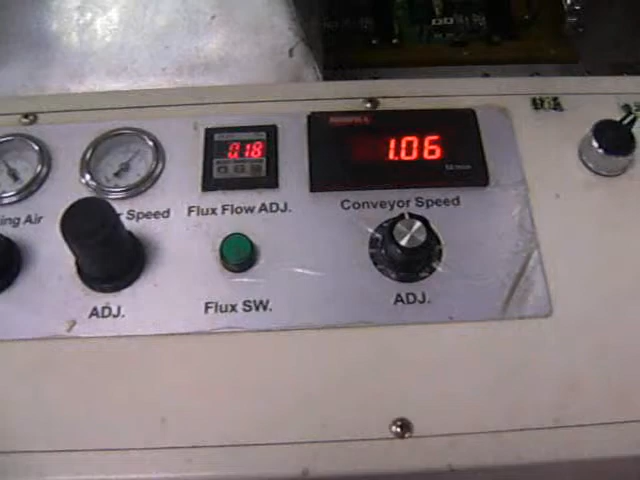 0.18
1.06
ing Air
Speed
Flux Flow ADJ.
Conveyor Speed
ADJ.
Flux SW.
ADJ.